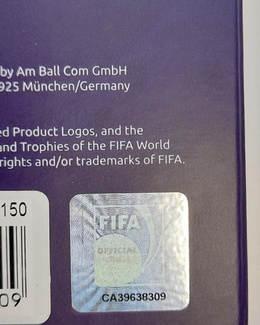 by Am Ball Com GmbH
925 München/Germany
ed Product Logos, and the
and Trophies of the FIFA World
rights and/or trademarks of FIFA.
150
09
FIFA
OFFICIAL
CA39638309